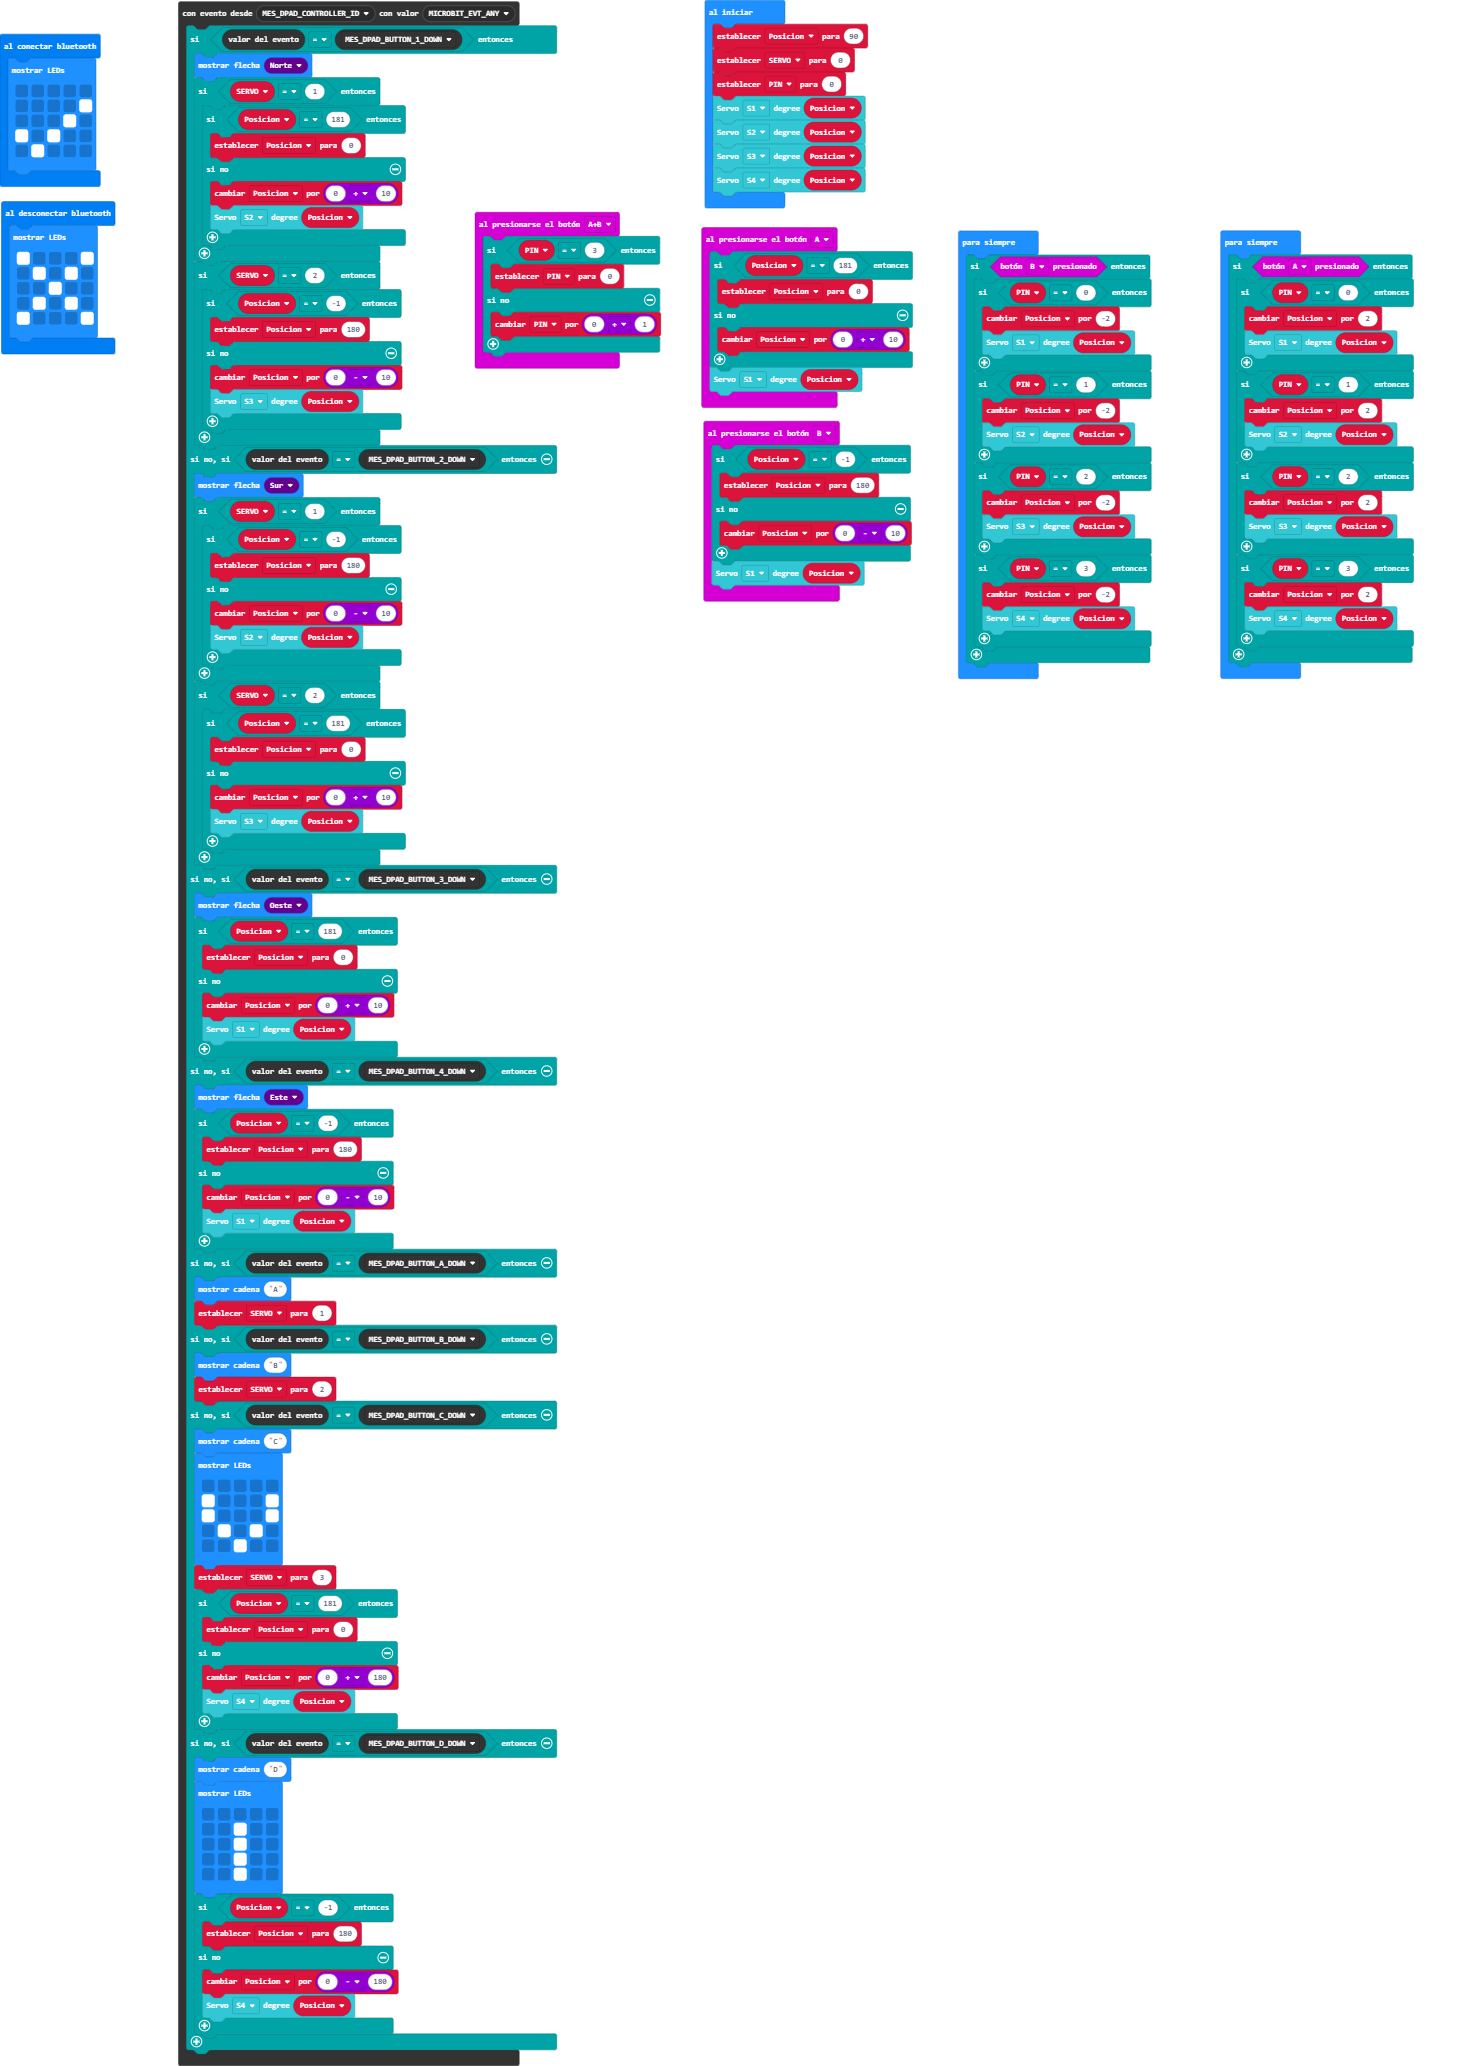 al conectar bluetooth
mostrar LEDs
al desconectar bluetooth
mostrar LEDs
con evento desde MES_DPAD_CONTROLLER_ID con valor MICROBIT_EVT_ANY
si valor del evento = MES_DPAD_BUTTON_1_DOWN entonces
mostrar flecha Norte
si SERVO = 1 entonces
si Posicion = 181 entonces
establecer Posicion para 0
si no
cambiar Posicion por 0 + 10
Servo S2 degree Posicion
si SERVO = 2 entonces
si Posicion = -1 entonces
establecer Posicion para 180
si no
cambiar Posicion por 0 - 10
Servo S3 degree Posicion
si no, si valor del evento = MES_DPAD_BUTTON_2_DOWN entonces
mostrar flecha Sur
si SERVO = 1 entonces
si Posicion = -1 entonces
establecer Posicion para 180
si no
cambiar Posicion por 0 - 10
Servo S2 degree Posicion
si SERVO = 2 entonces
si Posicion = 181 entonces
establecer Posicion para 0
si no
cambiar Posicion por 0 + 10
Servo S3 degree Posicion
si no, si valor del evento = MES_DPAD_BUTTON_3_DOWN entonces
mostrar flecha Oeste
si Posicion = 181 entonces
establecer Posicion para 0
si no
cambiar Posicion por 0 + 10
Servo S1 degree Posicion
si no, si valor del evento = MES_DPAD_BUTTON_4_DOWN entonces
mostrar flecha Este
si Posicion = -1 entonces
establecer Posicion para 180
si no
cambiar Posicion por 0 - 10
Servo S1 degree Posicion
si no, si valor del evento = MES_DPAD_BUTTON_A_DOWN entonces
mostrar cadena "A"
establecer SERVO para 1
si no, si valor del evento = MES_DPAD_BUTTON_B_DOWN entonces
mostrar cadena "B"
establecer SERVO para 2
si no, si valor del evento = MES_DPAD_BUTTON_C_DOWN entonces
mostrar cadena "C"
mostrar LEDs
establecer SERVO para 3
si Posicion = 181 entonces
establecer Posicion para 0
si no
cambiar Posicion por 0 + 180
Servo S4 degree Posicion
si no, si valor del evento = MES_DPAD_BUTTON_D_DOWN entonces
mostrar cadena "D"
mostrar LEDs
si Posicion = -1 entonces
establecer Posicion para 180
si no
cambiar Posicion por 0 - 180
Servo S4 degree Posicion
al presionarse el botón A+B
si PIN = 3 entonces
establecer PIN para 0
si no
cambiar PIN por 0 + 1
al iniciar
establecer Posicion para 90
establecer SERVO para 0
establecer PIN para 0
Servo S1 degree Posicion
Servo S2 degree Posicion
Servo S3 degree Posicion
Servo S4 degree Posicion
al presionarse el botón A
si Posicion = 181 entonces
establecer Posicion para 0
si no
cambiar Posicion por 0 + 10
Servo S1 degree Posicion
al presionarse el botón B
si Posicion = -1 entonces
establecer Posicion para 180
si no
cambiar Posicion por 0 - 10
Servo S1 degree Posicion
para siempre
si botón B presionado entonces
si PIN = 0 entonces
cambiar Posicion por -2
Servo S1 degree Posicion
si PIN = 1 entonces
cambiar Posicion por -2
Servo S2 degree Posicion
si PIN = 2 entonces
cambiar Posicion por -2
Servo S3 degree Posicion
si PIN = 3 entonces
cambiar Posicion por -2
Servo S4 degree Posicion
para siempre
si botón A presionado entonces
si PIN = 0 entonces
cambiar Posicion por 2
Servo S1 degree Posicion
si PIN = 1 entonces
cambiar Posicion por 2
Servo S2 degree Posicion
si PIN = 2 entonces
cambiar Posicion por 2
Servo S3 degree Posicion
si PIN = 3 entonces
cambiar Posicion por 2
Servo S4 degree Posicion